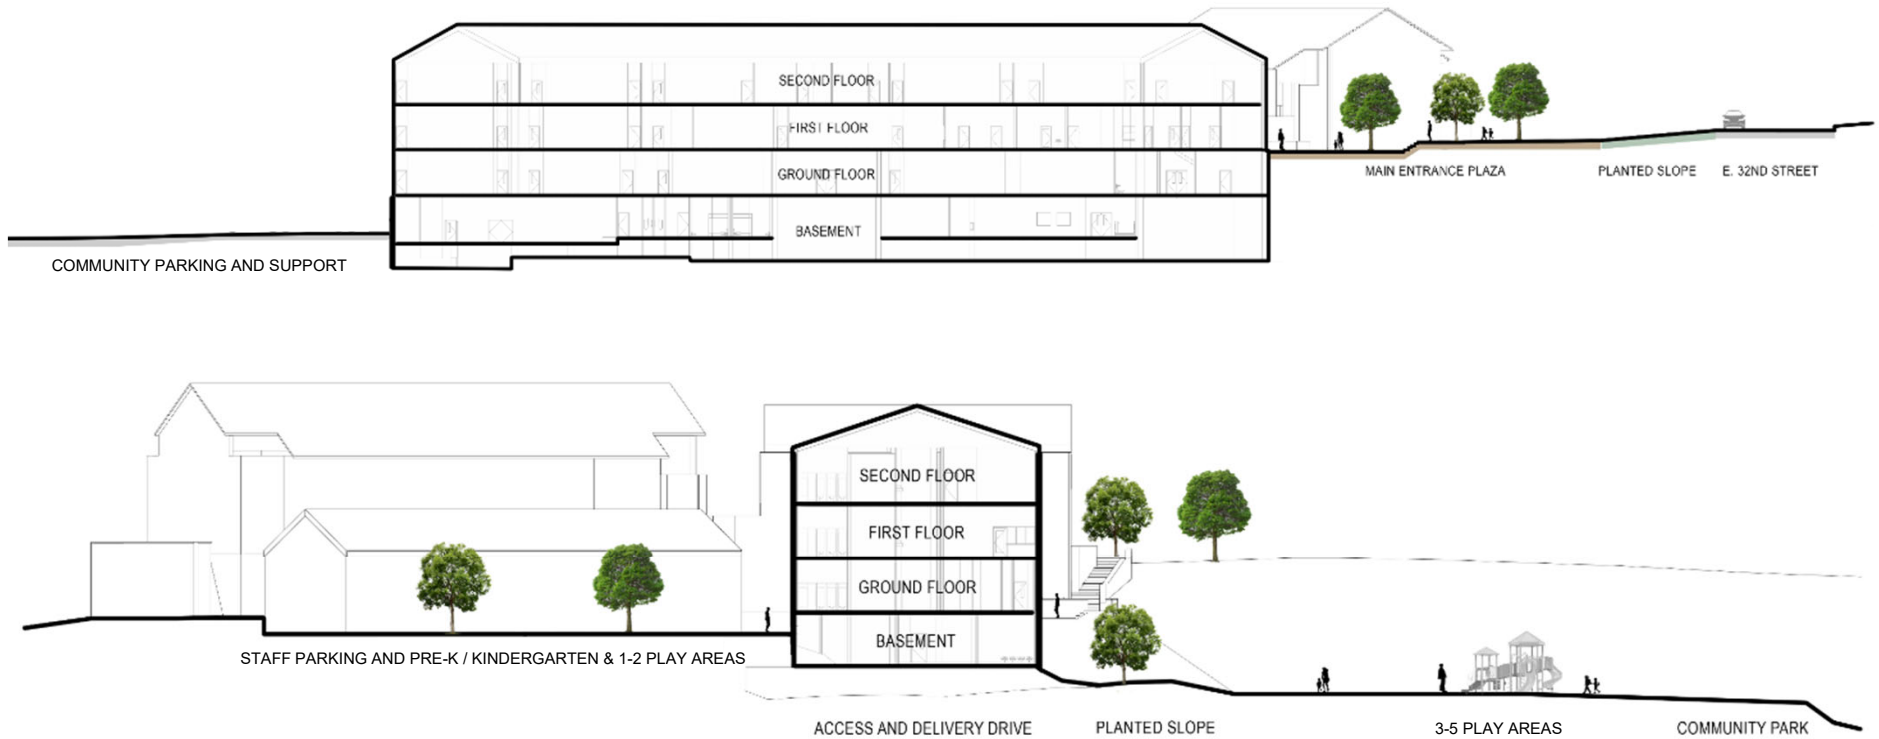 SECOND FLOOR
FIRST FLOOR
GROUND FLOOR
BASEMENT
MAIN ENTRANCE PLAZA
PLANTED SLOPE
E. 32ND STREET
COMMUNITY PARKING AND SUPPORT
SECOND FLOOR
FIRST FLOOR
GROUND FLOOR
BASEMENT
STAFF PARKING AND PRE-K / KINDERGARTEN & 1-2 PLAY AREAS
ACCESS AND DELIVERY DRIVE
PLANTED SLOPE
3-5 PLAY AREAS
COMMUNITY PARK